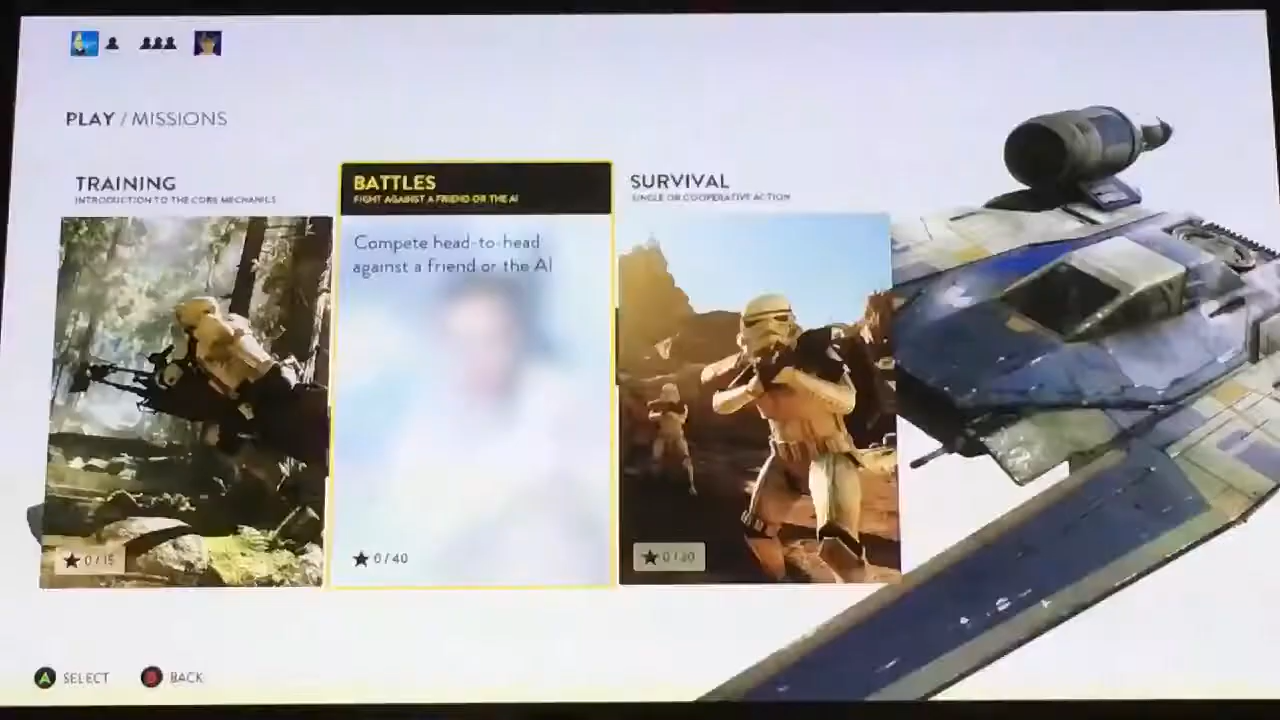 PLAY / MISSIONS
TRAINING
INTRODUCTION TO THE CORE MECHANICS
BATTLES
FIGHT AGAINST A FRIEND OR THE AI
Compete head-to-head
against a friend or the AI
SURVIVAL
SINGLE OR COOPERATIVE ACTION
0/15
0/40
0/30
A SELECT
B BACK